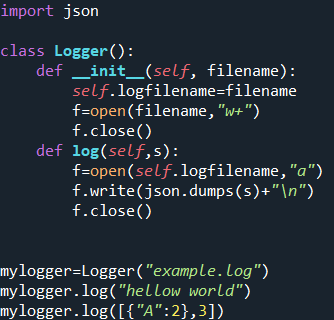 import json

class Logger():
    def __init__(self, filename):
        self.logfilename=filename
        f=open(filename,"w+")
        f.close()
    def log(self,s):
        f=open(self.logfilename,"a")
        f.write(json.dumps(s)+"\n")
        f.close()


mylogger=Logger("example.log")
mylogger.log("hellow world")
mylogger.log([{"A":2},3])